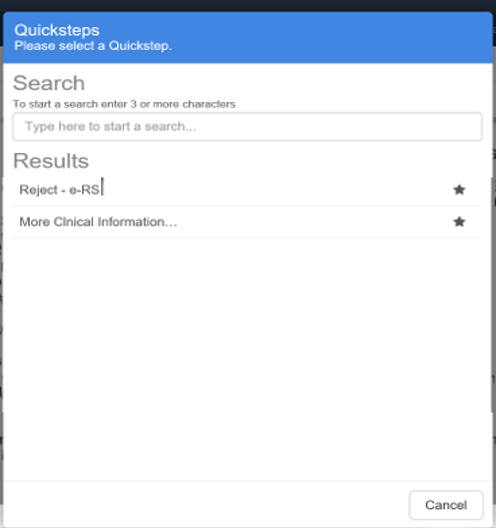 Quicksteps
Please select a Quickstep.
Search
To start a search enter 3 or more characters
Type here to start a search...
Results
Reject - e-RS
More Clnical Information...
Cancel